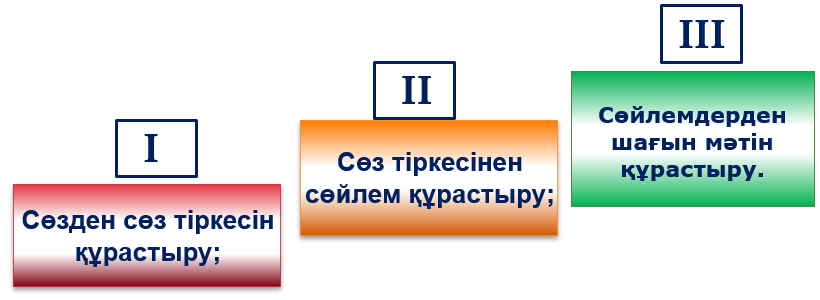 I
Сөзден сөз тіркесін
құрастыру;
II
Сөз тіркесінен
сөйлем құрастыру;
III
Сөйлемдерден
шағын мәтін
құрастыру.